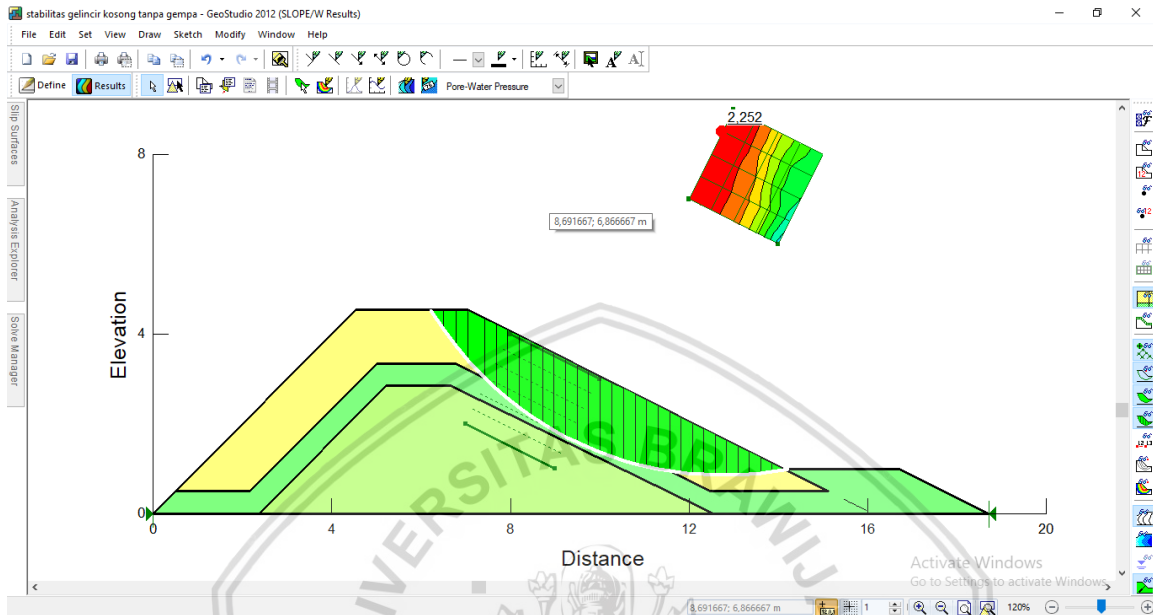 stabilitas gelincir kosong tanpa gempa - GeoStudio 2012 (SLOPE/W Results)
File Edit Set View Draw Sketch Modify Window Help
Define Results Pore-Water Pressure
Slip Surfaces
Analysis Explorer
Solve Manager
2,252
8
8,691667; 6,866667 m
4
Elevation
0
0 4 8 12 16 20
Distance
VERSITAS BRAWIJ
Activate Windows
Go to Settings to activate Windows.
8,691667; 6,866667 m 1 120%